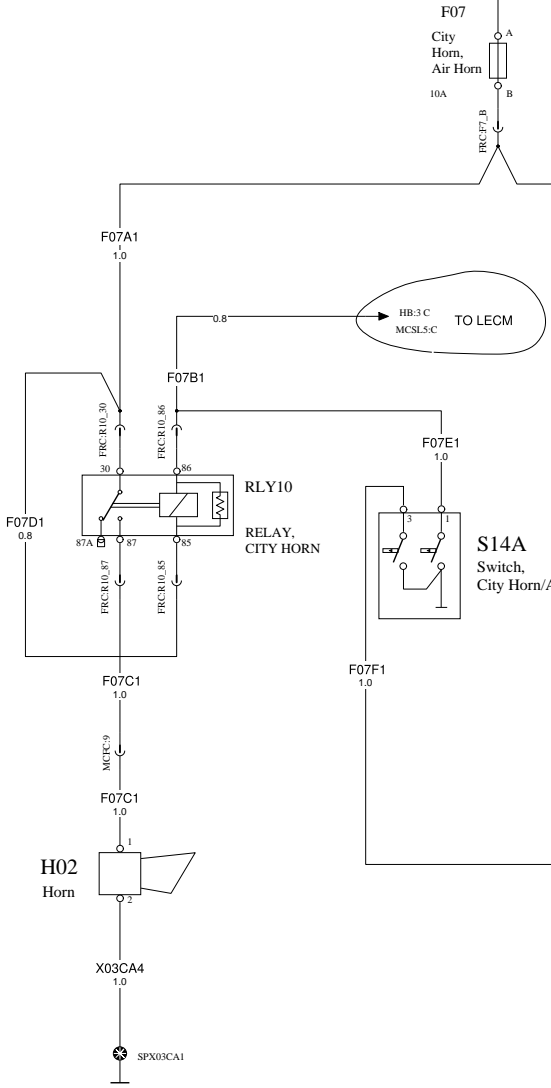 F07
City
Horn,
Air Horn
A
10A
B
FRC:F7_B
F07A1
1.0
HB:3 C
MCSL5:C
TO LECM
0.8
F07B1
FRC:R10_30
FRC:R10_86
F07E1
1.0
30
86
RLY10
RELAY,
CITY HORN
F07D1
0.8
87A
87
85
3
1
S14A
Switch,
City Horn/A
FRC:R10_87
FRC:R10_85
F07C1
1.0
F07F1
1.0
MCFC:9
F07C1
1.0
1
H02
Horn
2
X03CA4
1.0
SPX03CA1